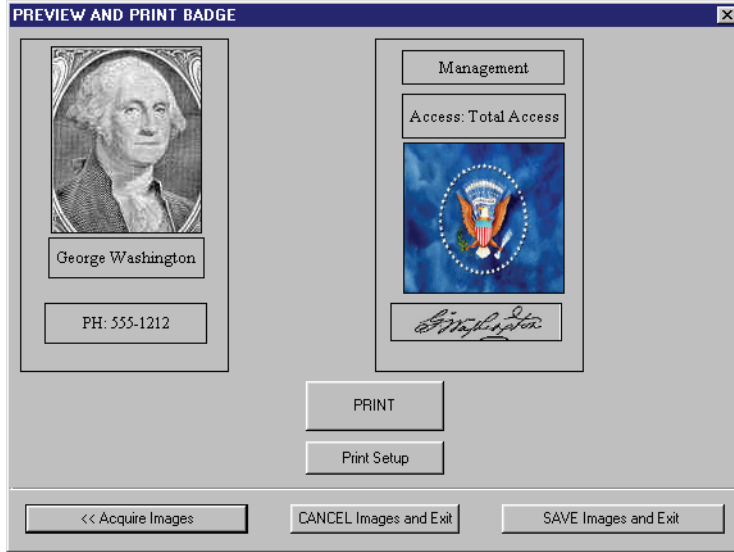 PREVIEW AND PRINT BADGE
George Washington
PH: 555-1212
Management
Access: Total Access
G Washington
PRINT
Print Setup
<< Acquire Images
CANCEL Images and Exit
SAVE Images and Exit